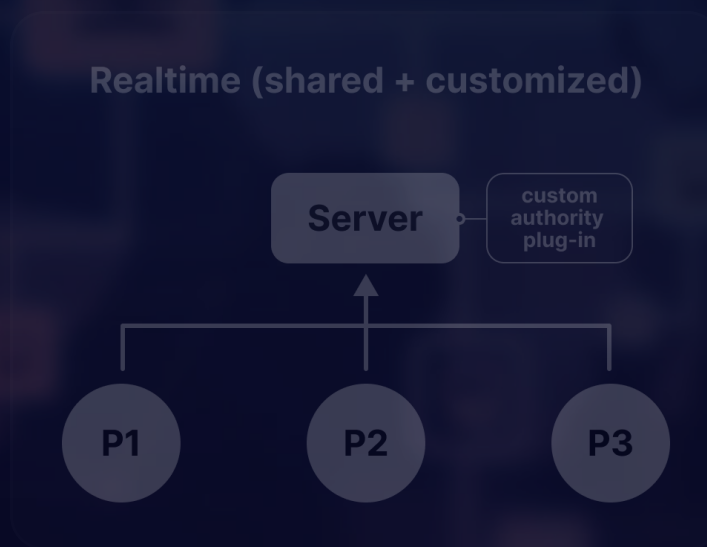 Realtime (shared + customized)
Server
custom
authority
plug-in
P1
P2
P3